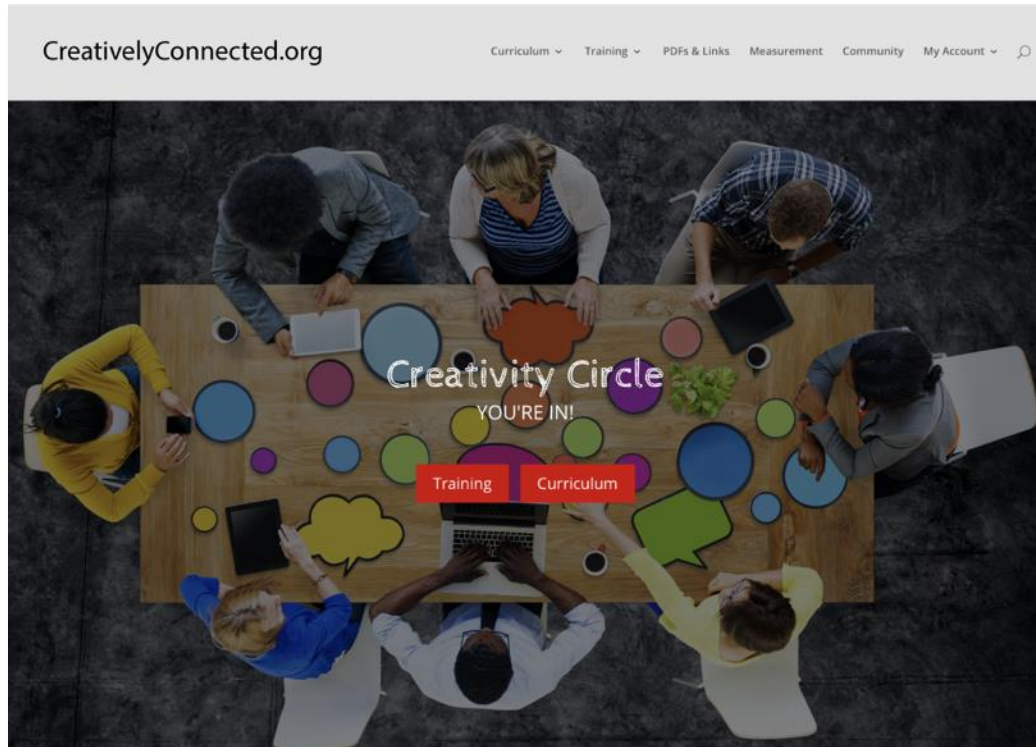 CreativelyConnected.org
Curriculum Training PDFs & Links Measurement Community My Account
Creativity Circle
YOU'RE IN!
Training Curriculum